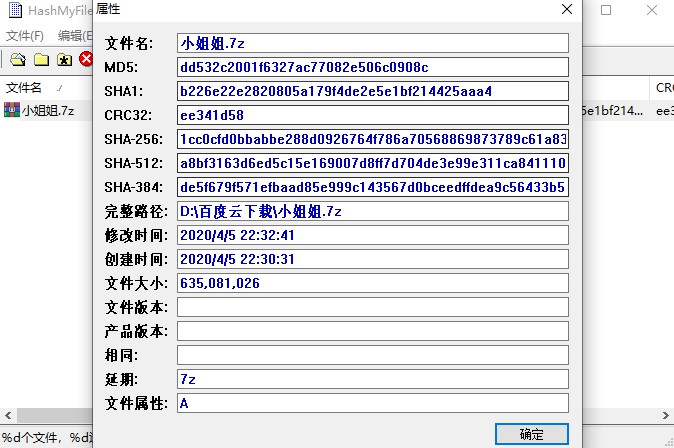 HashMyFile
属性
文件(F)
编辑(E
文件名
CR
小姐姐.7z
5e1bf214...
ee3
文件名: 小姐姐.7z
MD5: dd532c2001f6327ac77082e506c0908c
SHA1: b226e22e2820805a179f4de2e5e1bf214425aaa4
CRC32: ee341d58
SHA-256: 1cc0cfd0bbabbe288d0926764f786a70568869873789c61a83
SHA-512: a8bf3163d6ed5c15e169007d8ff7d704de3e99e311ca841110
SHA-384: de5f679f571efbaad85e999c143567d0bceedffdea9c56433b5
完整路径: D:\百度云下载\小姐姐.7z
修改时间: 2020/4/5 22:32:41
创建时间: 2020/4/5 22:30:31
文件大小: 635,081,026
文件版本:
产品版本:
相同:
延期: 7z
文件属性: A
确定
%d个文件, %d